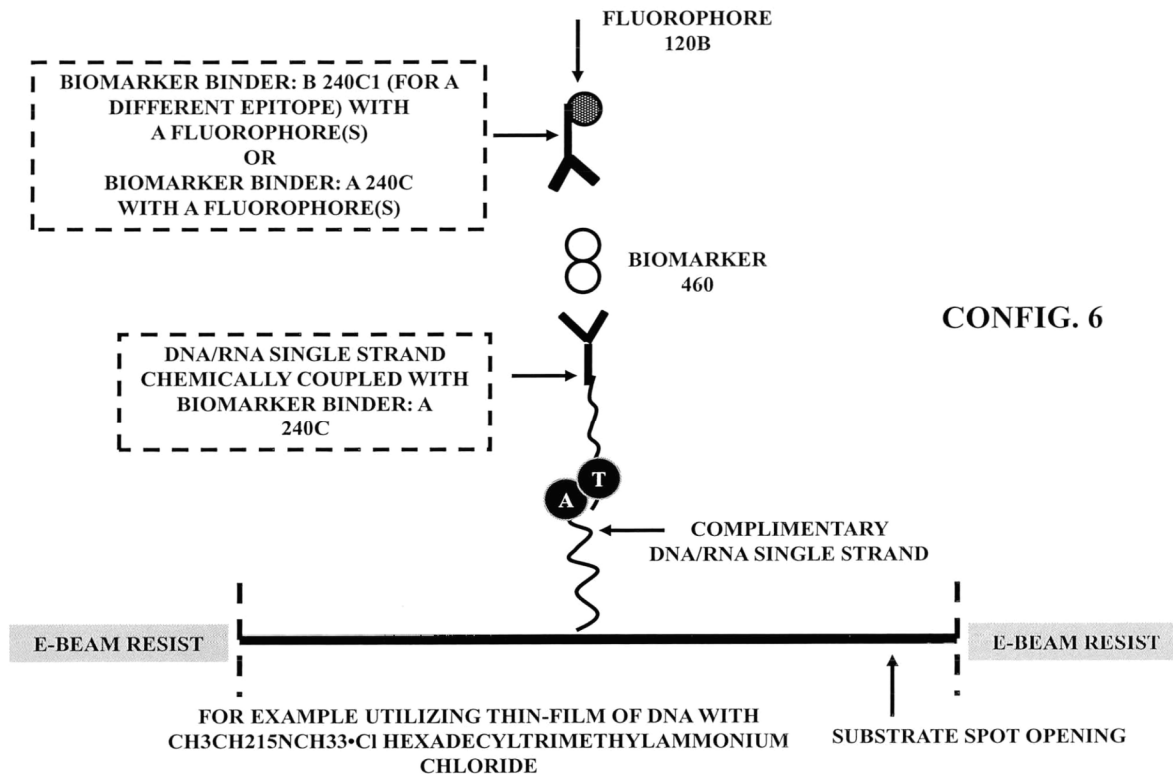 FLUOROPHORE
120B
BIOMARKER BINDER: B 240C1 (FOR A
DIFFERENT EPITOPE) WITH
A FLUOROPHORE(S)
OR
BIOMARKER BINDER: A 240C
WITH A FLUOROPHORE(S)
BIOMARKER
460
CONFIG. 6
DNA/RNA SINGLE STRAND
CHEMICALLY COUPLED WITH
BIOMARKER BINDER: A
240C
T
A
COMPLIMENTARY
DNA/RNA SINGLE STRAND
E-BEAM RESIST
E-BEAM RESIST
FOR EXAMPLE UTILIZING THIN-FILM OF DNA WITH
CH3CH215NCH33•Cl HEXADECYLTRIMETHYLAMMONIUM
CHLORIDE
SUBSTRATE SPOT OPENING